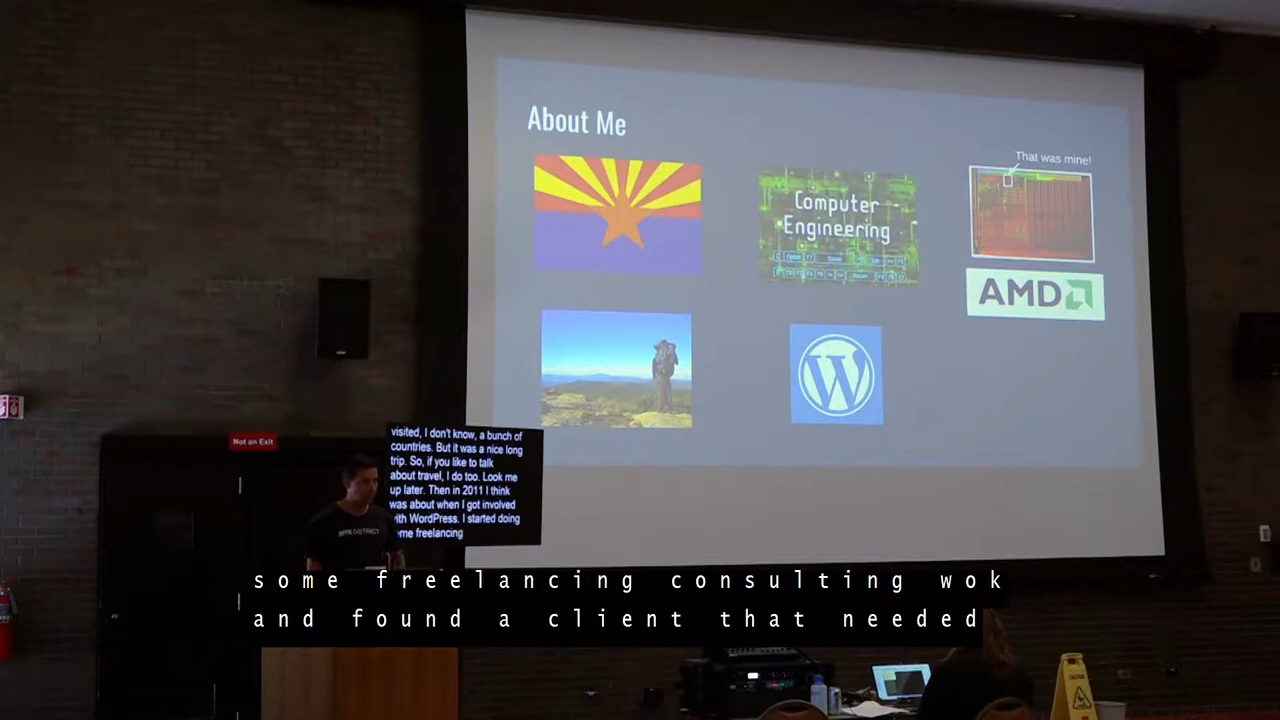 About Me
That was mine!
Computer
Engineering
AMD
W
Not an Exit
visited, I don't know, a bunch of
countries. But it was a nice long
trip. So, if you like to talk
about travel, I do too. Look me
up later. Then in 2011 I think
was about when I got involved
with WordPress. I started doing
some freelancing
SITE DISTRICT
some freelancing consulting wok
and found a client that needed
CAUTION